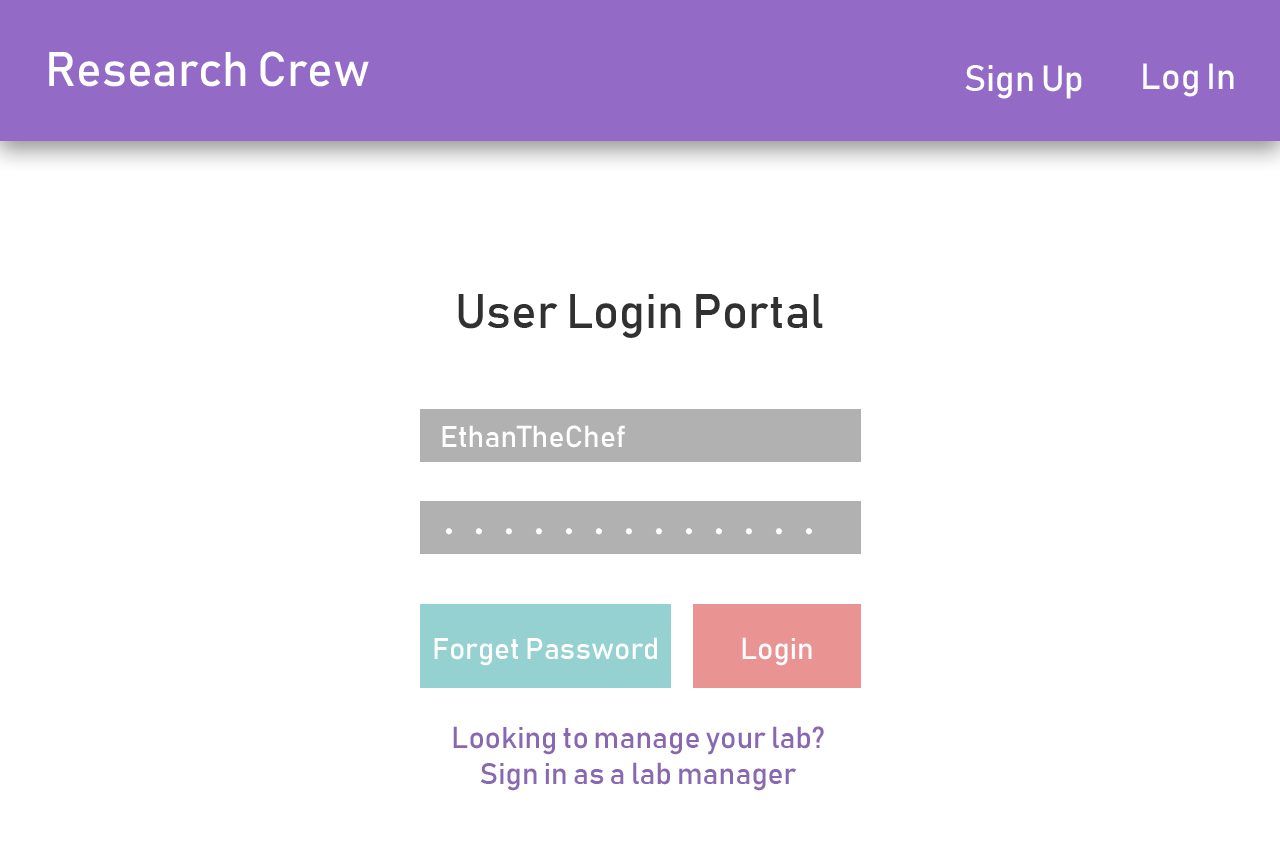 Research Crew
Sign Up
Log In
User Login Portal
EthanTheChef
• • • • • • • • • • • • •
Forget Password
Login
Looking to manage your lab?
Sign in as a lab manager